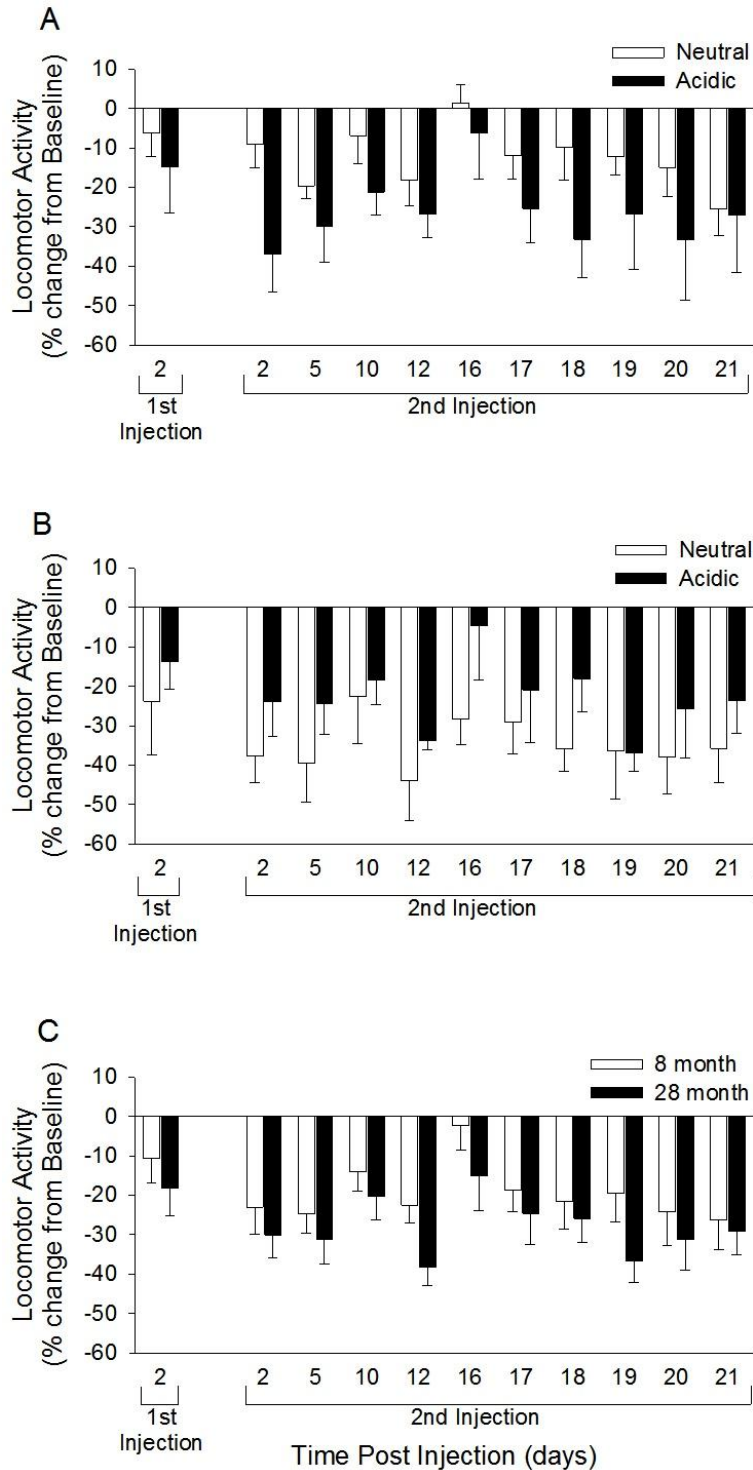 A
Neutral
Acidic
Locomotor Activity
(% change from Baseline)
10
0
-10
-20
-30
-40
-50
-60
2 2 5 10 12 16 17 18 19 20 21
1st
Injection
2nd Injection
B
Neutral
Acidic
Locomotor Activity
(% change from Baseline)
10
0
-10
-20
-30
-40
-50
-60
2 2 5 10 12 16 17 18 19 20 21
1st
Injection
2nd Injection
C
8 month
28 month
Locomotor Activity
(% change from Baseline)
10
0
-10
-20
-30
-40
-50
-60
2 2 5 10 12 16 17 18 19 20 21
1st
Injection
2nd Injection
Time Post Injection (days)